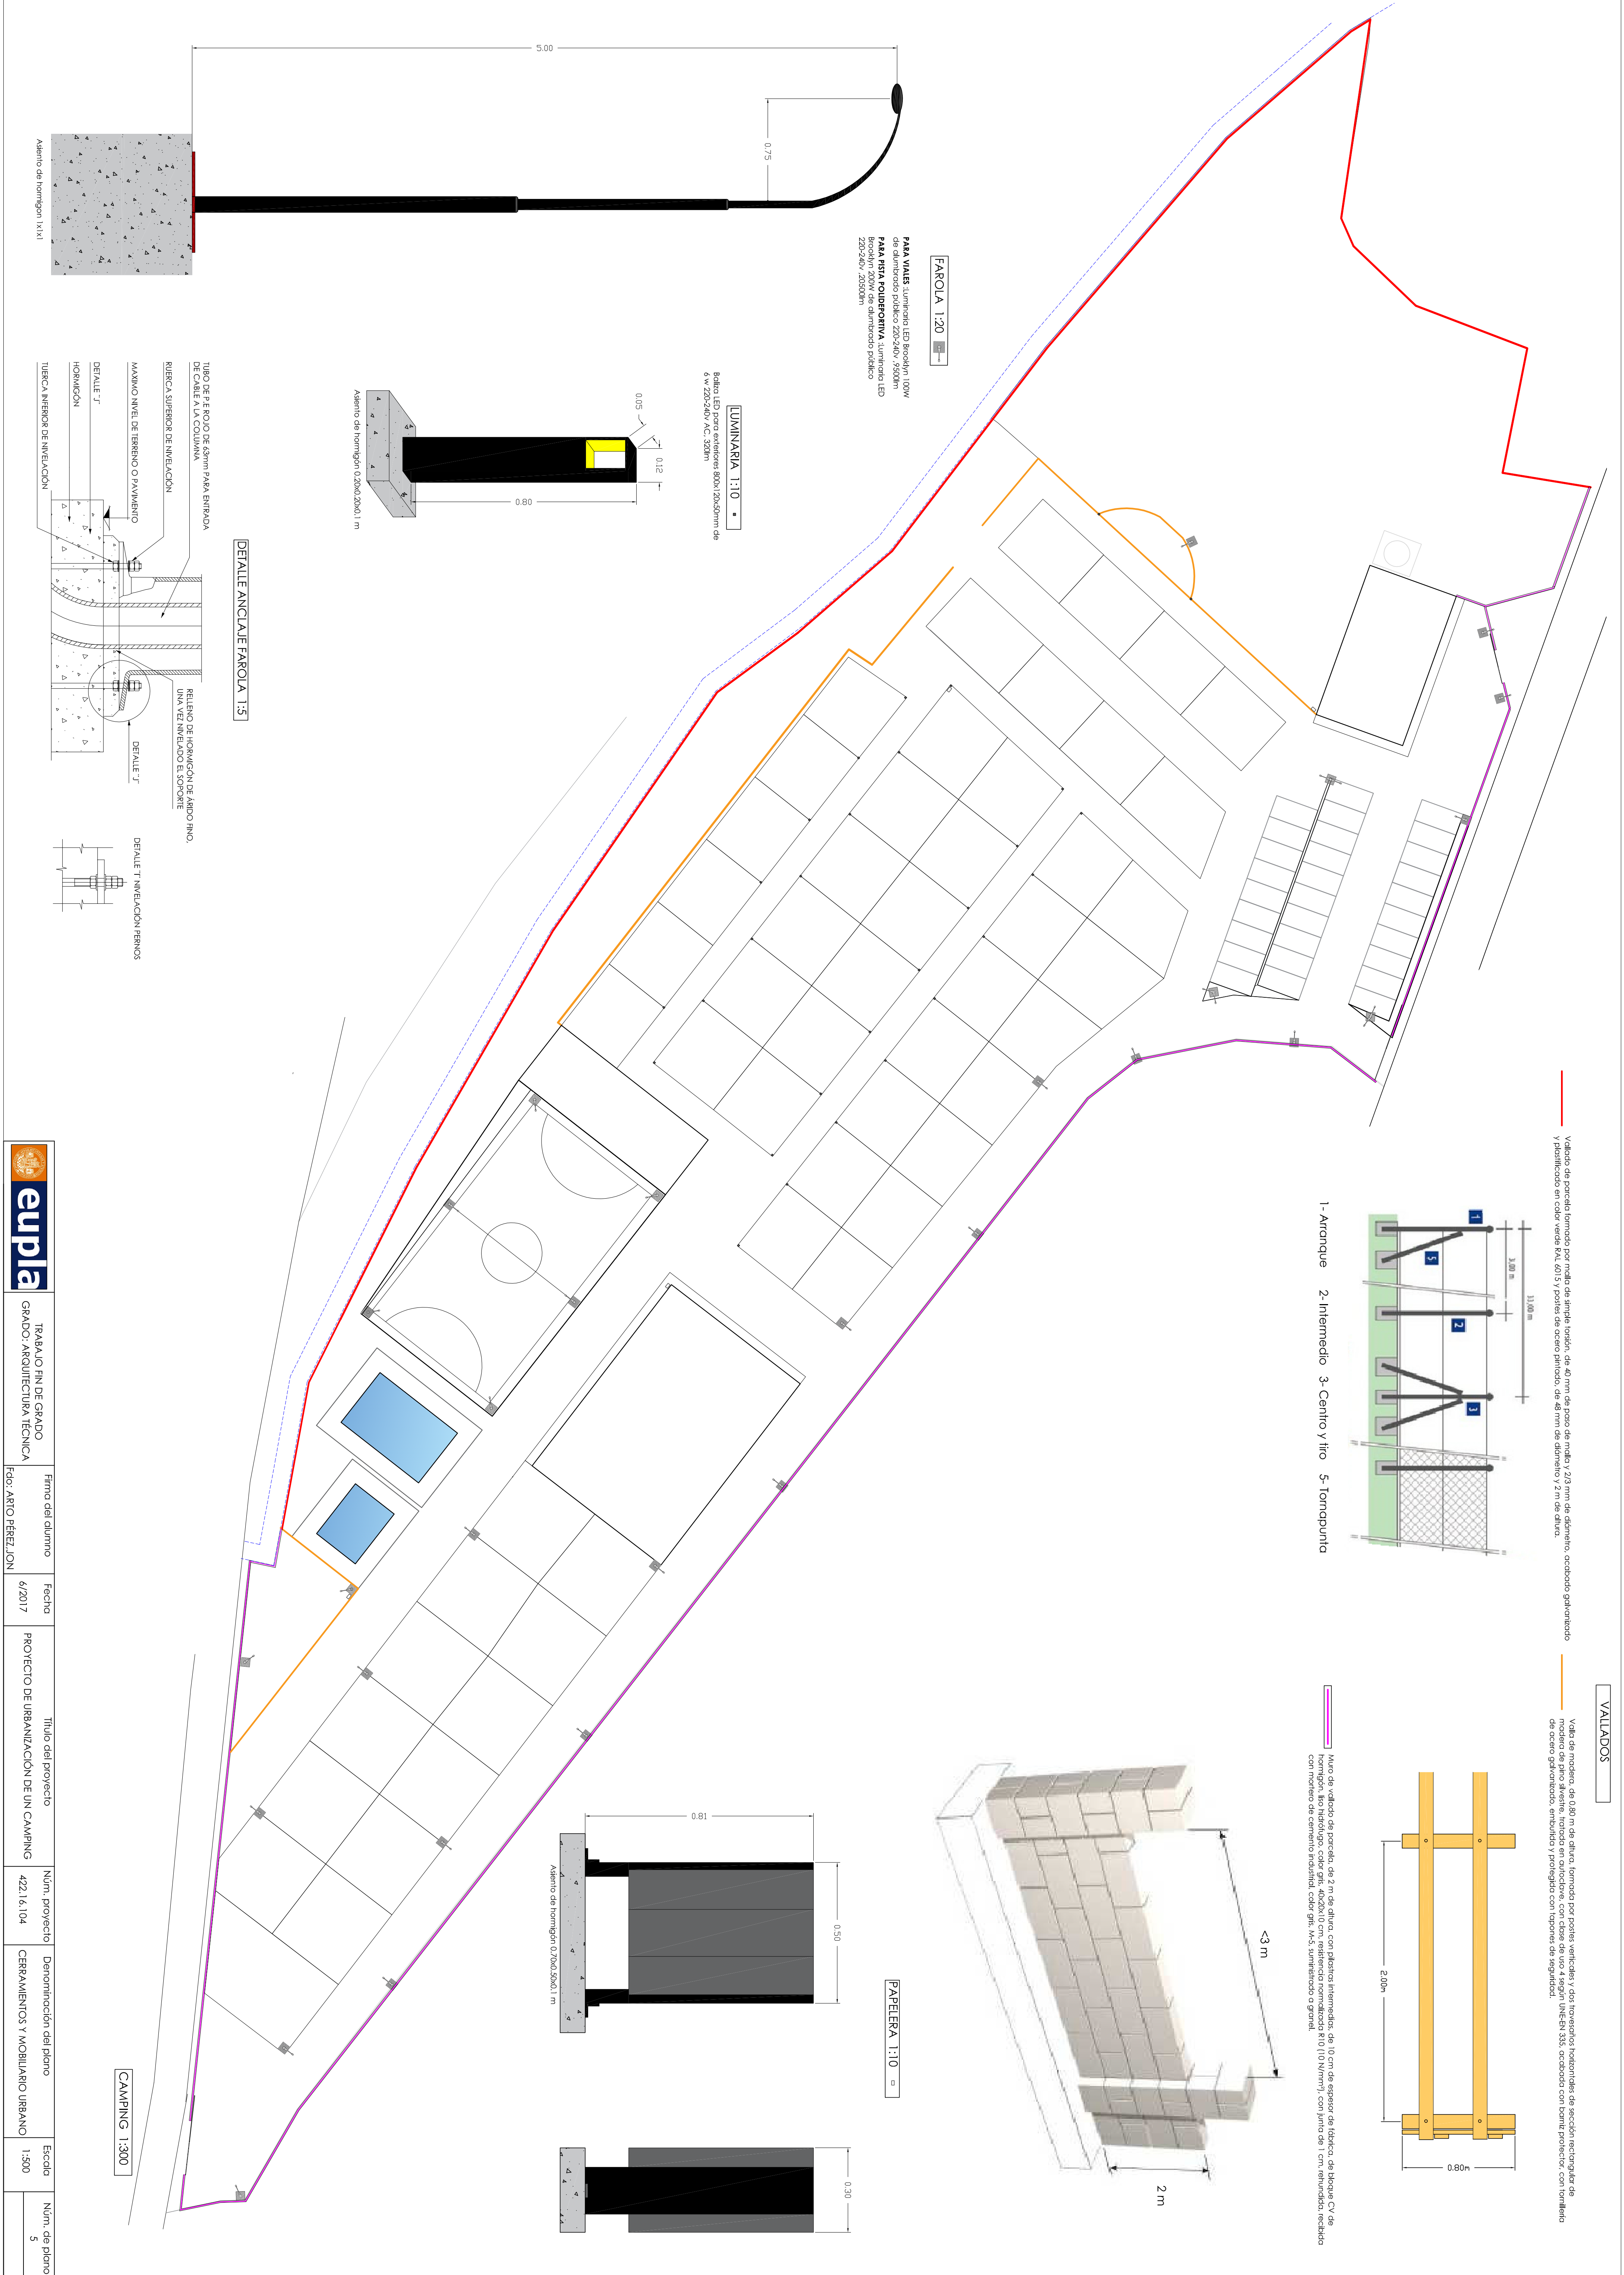 VALLADOS
Vallado de parcela formado por malla de simple torsión, de 40 mm de paso de malla y 2/3 mm de diámetro, acabado galvanizado
y plastificado en color verde RAL 6015 y postes de acero pintado, de 48 mm de diámetro y 2 m de altura.
Valla de madera, de 0,80 m de altura, formada por postes verticales y dos travesaños horizontales de sección rectangular de
madera de pino silvestre, tratada en autoclave, con clase de uso 4 según UNE-EN 335, acabada con barniz protector, con tornillería
de acero galvanizado, embutida y protegida con tapones de seguridad.
11,00 m
3,00 m
1
5
2
3
1- Arranque 2- Intermedio 3- Centro y tiro 5- Tornapunta
2.00m
0.80m
Muro de vallado de parcela, de 2 m de altura, con pilastras intermedias, de 10 cm de espesor de fábrica, de bloque CV de
hormigón, liso hidrófugo, color gris, 40x20x10 cm, resistencia normalizada R10 (10 N/mm²), con junta de 1 cm, rehundida, recibida
con mortero de cemento industrial, color gris, M-5, suministrado a granel.
<3 m
2 m
FAROLA 1:20
PARA VIALES :Luminaria LED Brooklyn 100W
de alumbrado público 220-240v ,9500lm
PARA PISTA POLIDEPORTIVA :Luminaria LED
Brooklyn 200W de alumbrado público
220-240v ,20500lm
5.00
0.75
Asiento de hormigon 1x1x1
LUMINARIA 1:10
Baliza LED para exteriores 800x120x50mm de
6 w 220-240v AC, 320lm
0.05
0.12
0.80
Asiento de hormigón 0.20x0.20x0.1 m
PAPELERA 1:10
0.81
0.50
0.30
Asiento de hormigón 0.70x0.50x0.1 m
DETALLE ANCLAJE FAROLA 1:5
TUBO DE P.E. ROJO DE 63mm PARA ENTRADA
DE CABLE A LA COLUMNA
RUERCA SUPERIOR DE NIVELACIÓN
MAXIMO NIVEL DE TERRENO O PAVIMENTO
DETALLE "J"
HORMIGÓN
TUERCA INFERIOR DE NIVELACIÓN
RELLENO DE HORMIGÓN DE ÁRIDO FINO,
UNA VEZ NIVELADO EL SOPORTE
DETALLE "J"
NIVELACIÓN PERNOS
CAMPING 1:300
eupla
TRABAJO FIN DE GRADO
GRADO: ARQUITECTURA TÉCNICA
Firma del alumno
Fdo: ARTO PÉREZ,JON
Fecha
6/2017
Título del proyecto
PROYECTO DE URBANIZACIÓN DE UN CAMPING
Núm. proyecto
422.16.104
Denominación del plano
CERRAMIENTOS Y MOBILIARIO URBANO
Escala
1:500
Núm. de plano
5